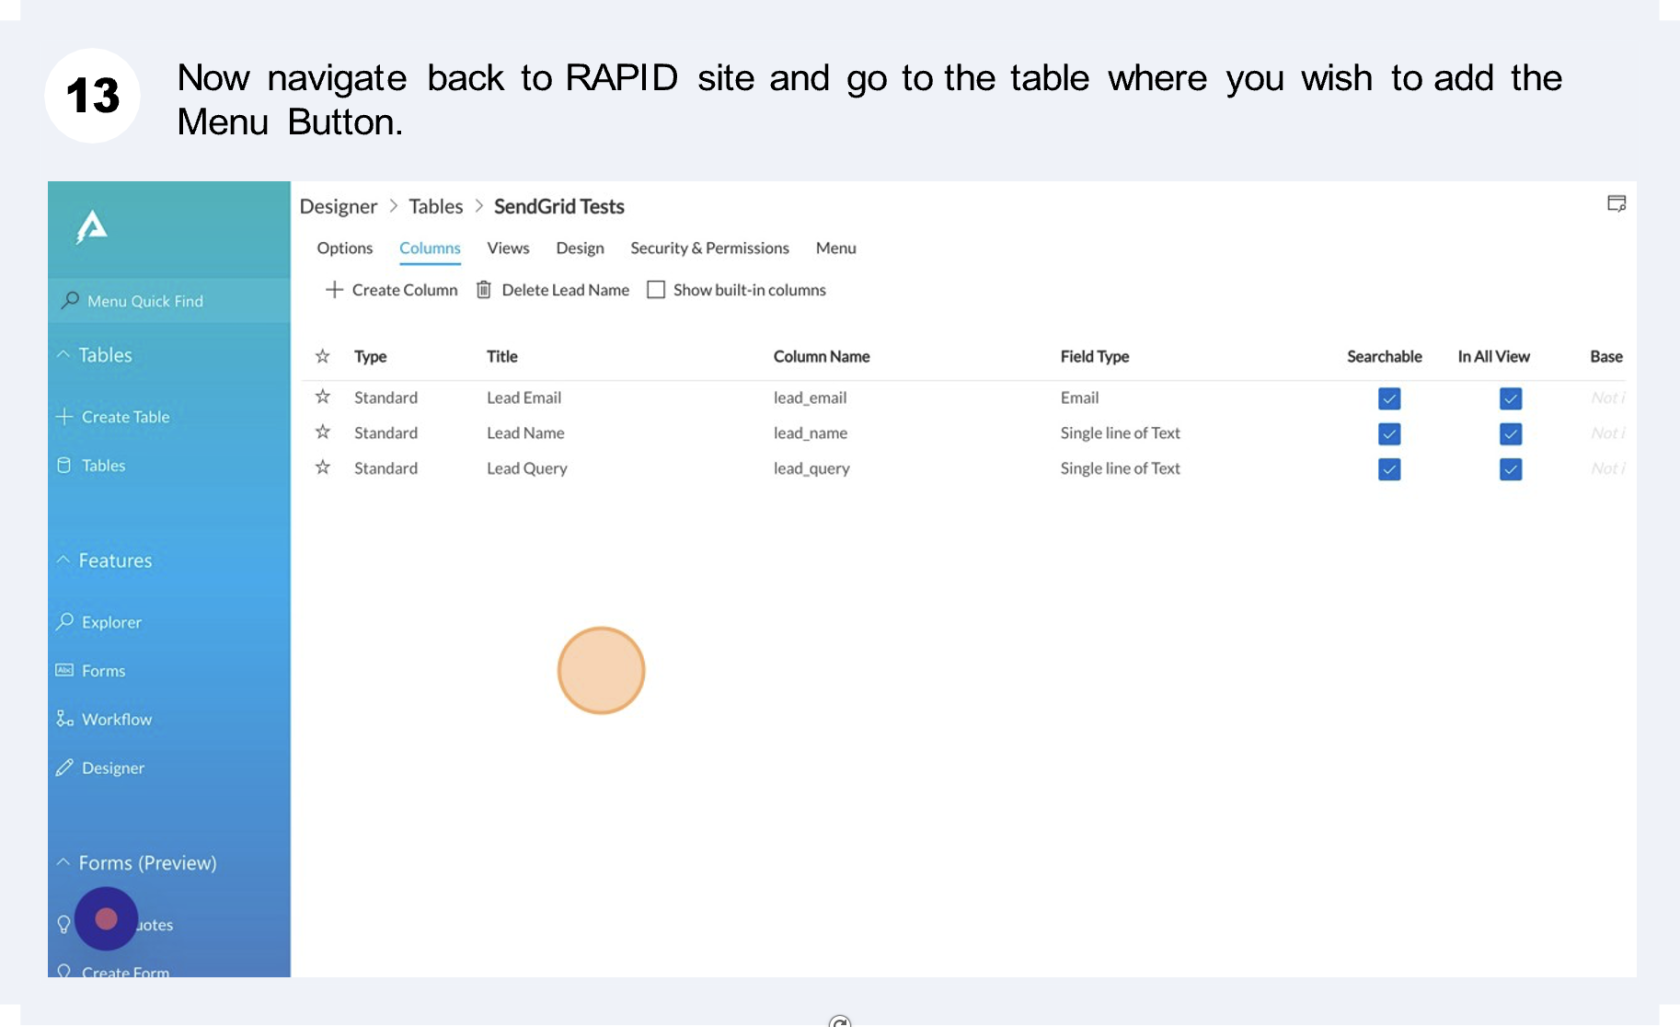 13
Now navigate back to RAPID site and go to the table where you wish to add the
Menu Button.
Designer > Tables > SendGrid Tests
Options Columns Views Design Security & Permissions Menu
Create Column Delete Lead Name Show built-in columns
Menu Quick Find
Tables
Create Table
Tables
Features
Explorer
Forms
Abc
Workflow
Designer
Forms (Preview)
Create Form
Type Title Column Name Field Type Searchable In All View Base
Standard Lead Email lead_email Email Not i
Standard Lead Name lead_name Single line of Text Not i
Standard Lead Query lead_query Single line of Text Not i